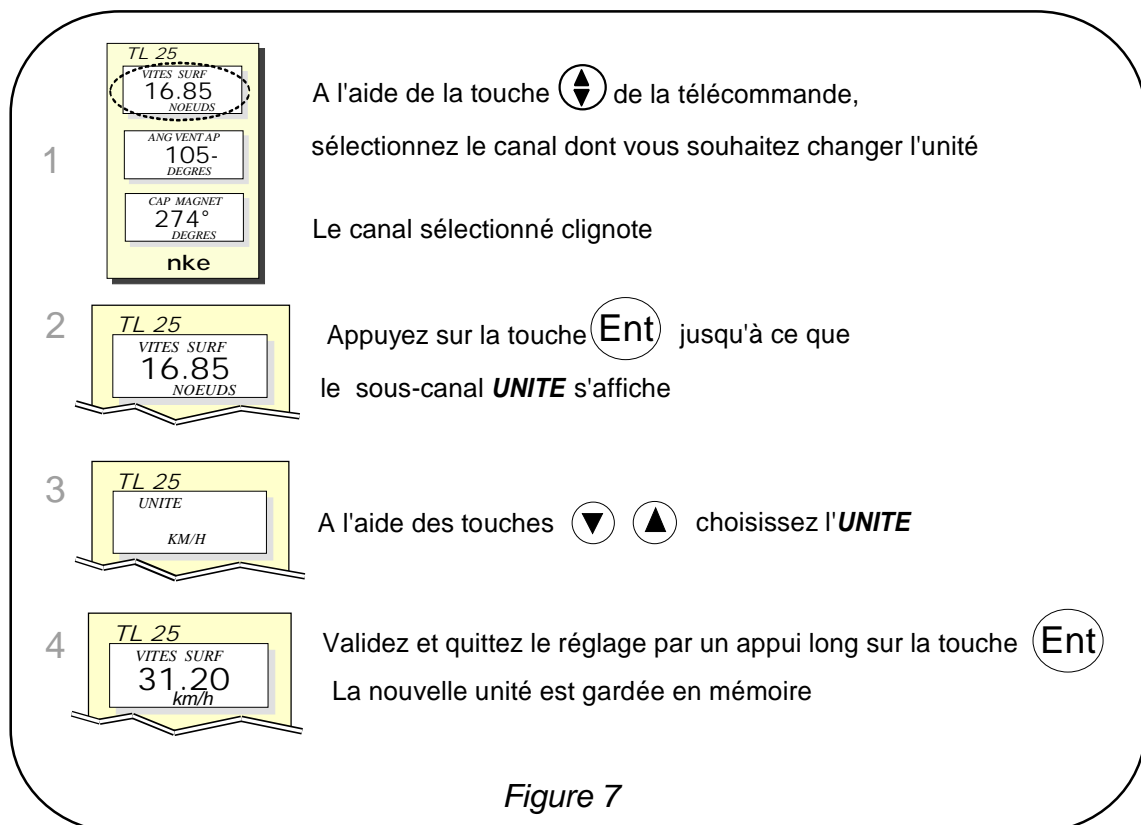 TL 25
VITES SURF
16.85
NOEUDS
ANG VENT AP
105-
DEGRES
CAP MAGNET
274°
DEGRES
nke
1
A l'aide de la touche de la télécommande,
sélectionnez le canal dont vous souhaitez changer l'unité
Le canal sélectionné clignote
2
TL 25
VITES SURF
16.85
NOEUDS
Appuyez sur la touche Ent jusqu'à ce que
le sous-canal UNITE s'affiche
3
TL 25
UNITE
KM/H
A l'aide des touches ▼ ▲ choisissez l'UNITE
4
TL 25
VITES SURF
31.20
km/h
Validez et quittez le réglage par un appui long sur la touche Ent
La nouvelle unité est gardée en mémoire
Figure 7